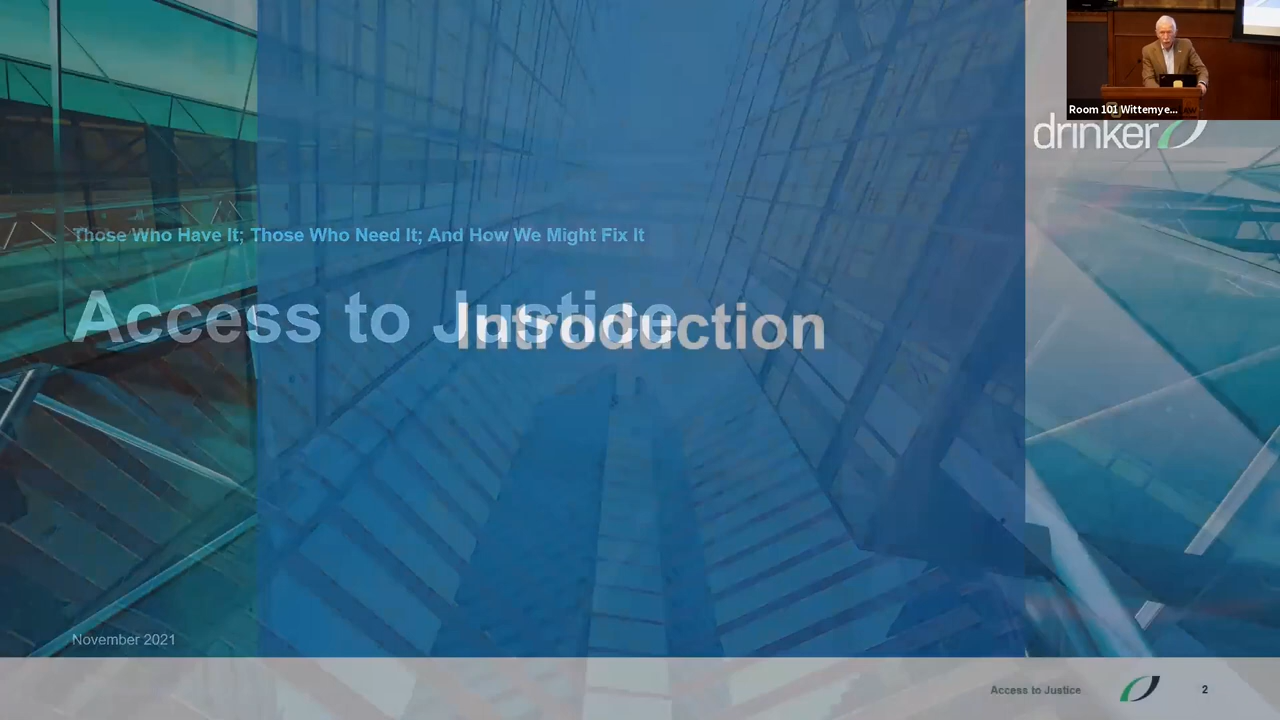 Room 101 Wittemye...
drinker
Those Who Have It; Those Who Need It; And How We Might Fix It
Access to Justice
Introduction
November 2021
Access to Justice
2